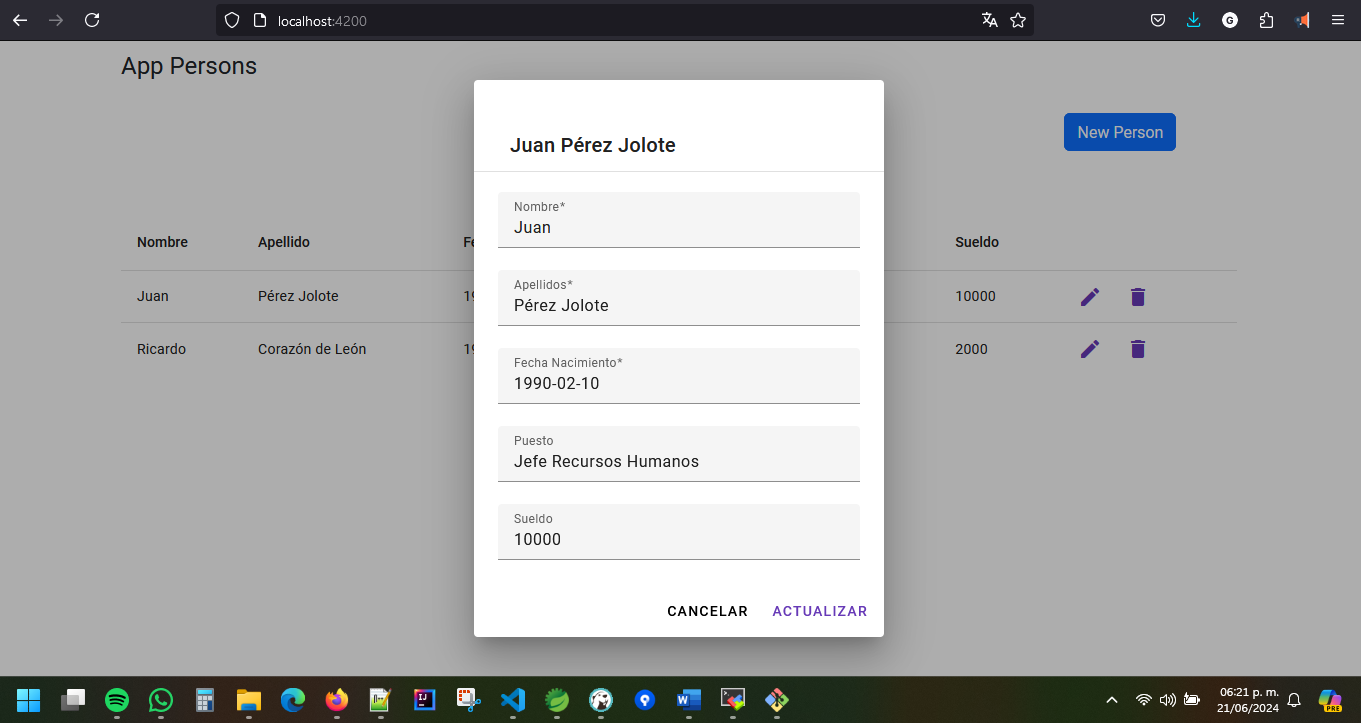 localhost:4200
G
App Persons
New Person
Juan Pérez Jolote
Nombre*
Juan
Apellidos*
Pérez Jolote
Fecha Nacimiento*
1990-02-10
Puesto
Jefe Recursos Humanos
Sueldo
10000
CANCELAR ACTUALIZAR
Nombre Apellido Fe Sueldo
Juan Pérez Jolote 19 10000
Ricardo Corazón de León 19 2000
06:21 p. m.
21/06/2024
PRE